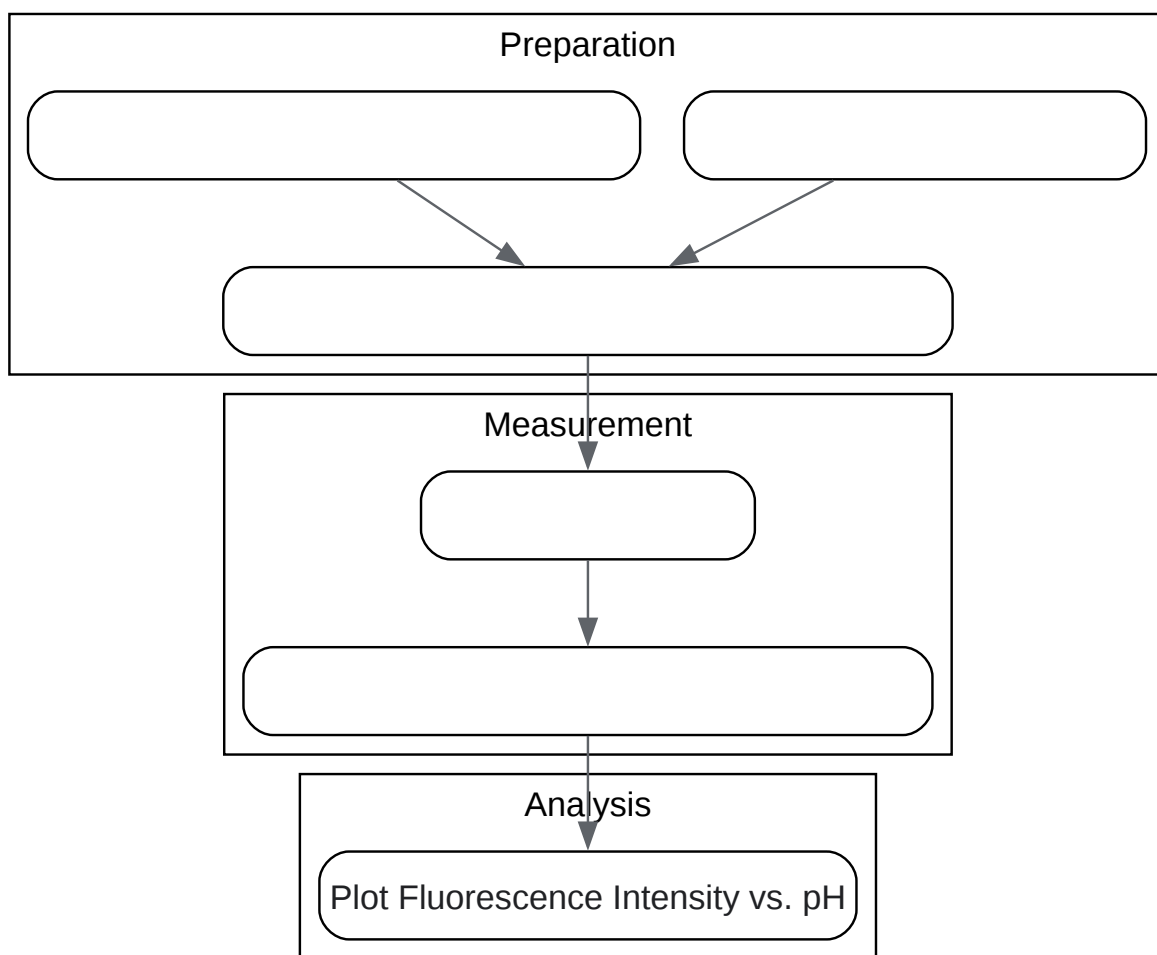 Preparation
Measurement
Analysis
Plot Fluorescence Intensity vs. pH